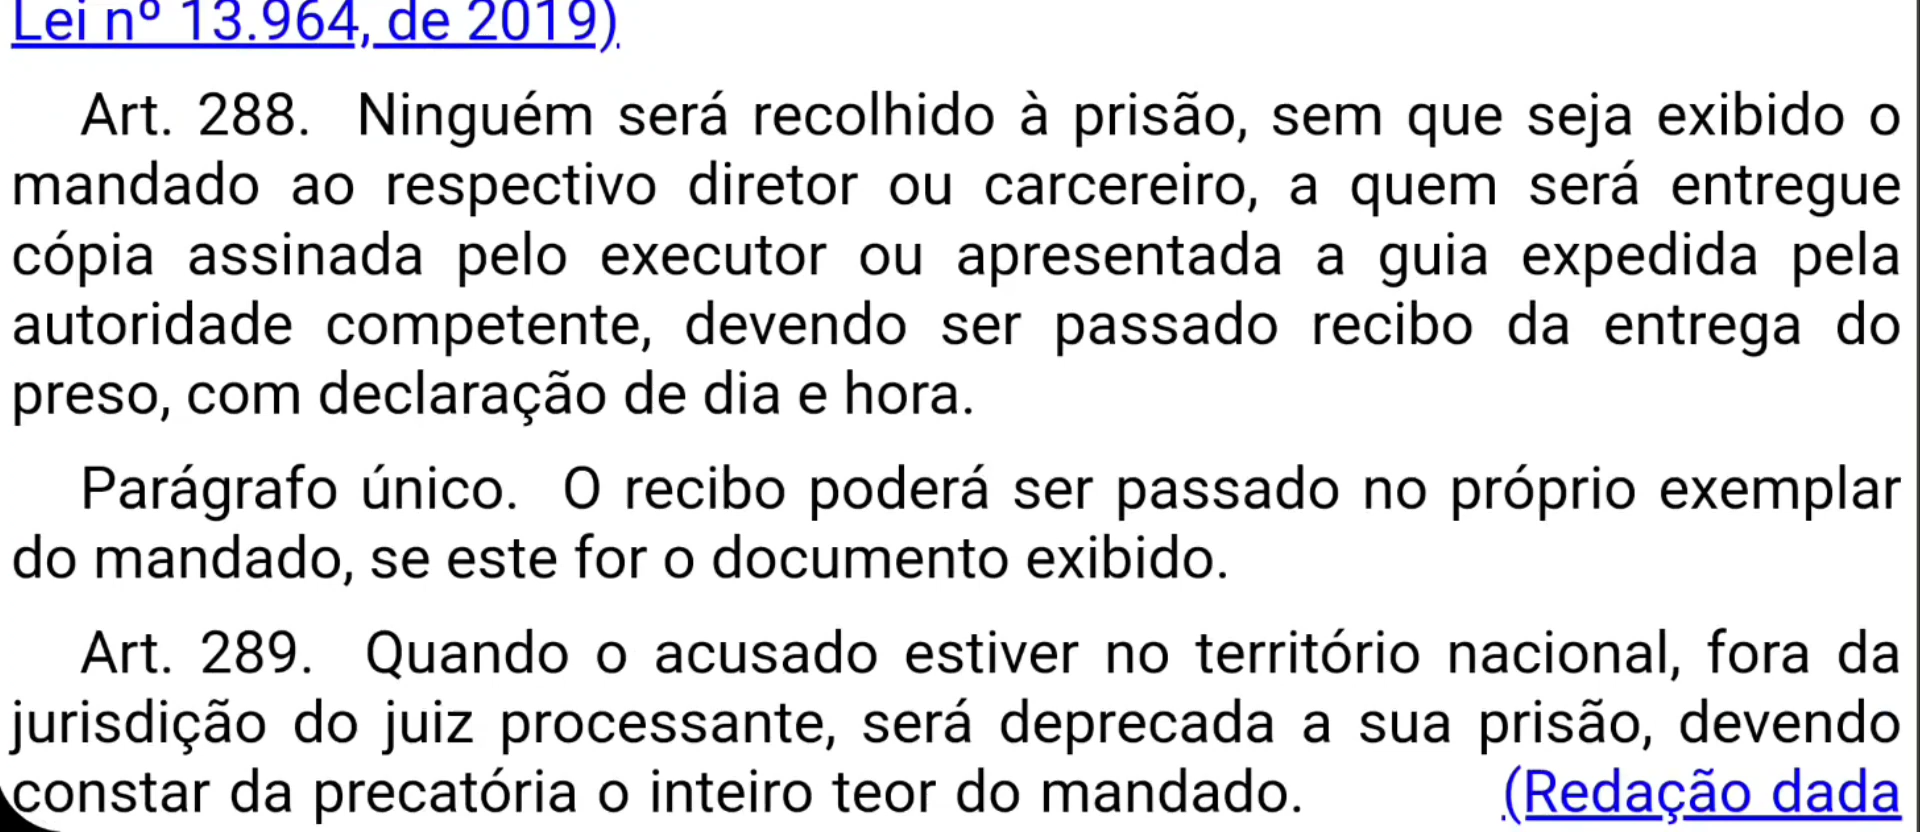 Lei nº 13.964, de 2019)
Art. 288. Ninguém será recolhido à prisão, sem que seja exibido o
mandado ao respectivo diretor ou carcereiro, a quem será entregue
cópia assinada pelo executor ou apresentada a guia expedida pela
autoridade competente, devendo ser passado recibo da entrega do
preso, com declaração de dia e hora.
Parágrafo único. O recibo poderá ser passado no próprio exemplar
do mandado, se este for o documento exibido.
Art. 289. Quando o acusado estiver no território nacional, fora da
jurisdição do juiz processante, será deprecada a sua prisão, devendo
constar da precatória o inteiro teor do mandado. (Redação dada